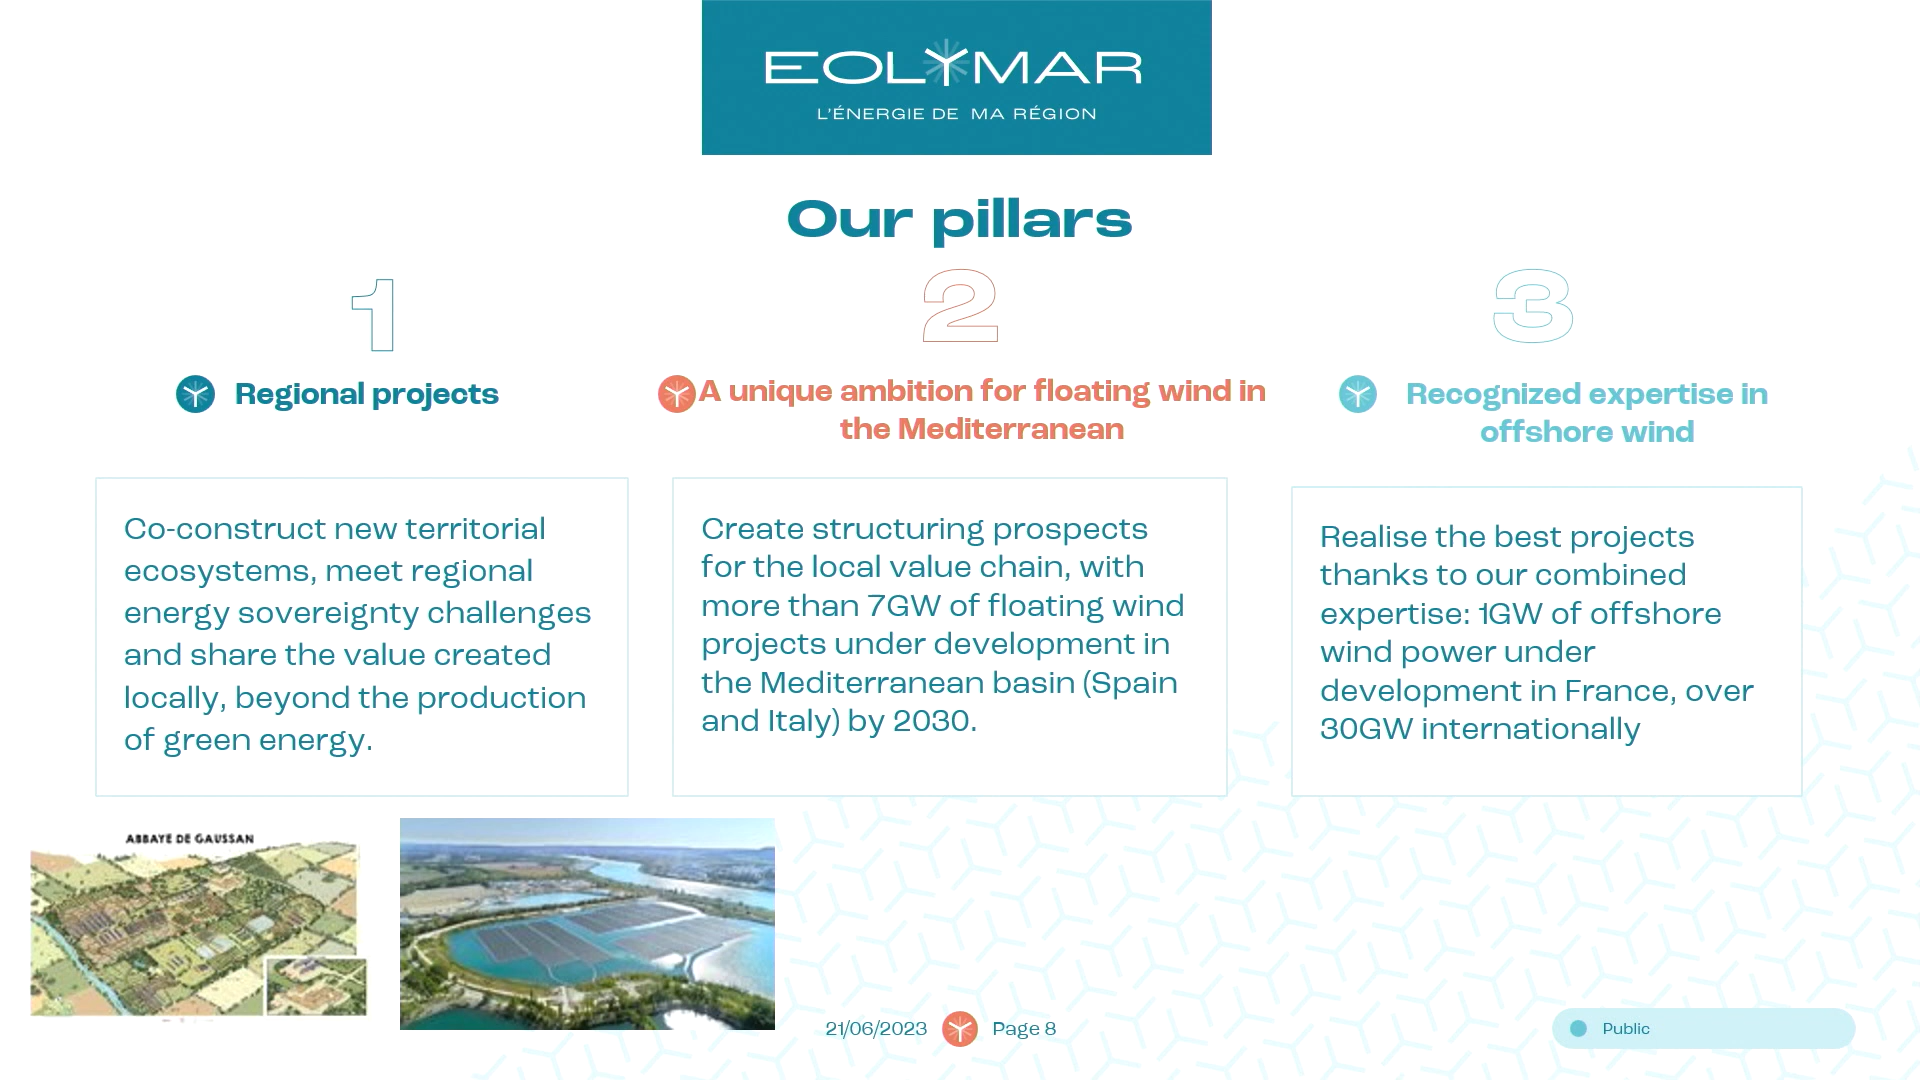 EOLYMAR
L'ÉNERGIE DE MA RÉGION
Our pillars
1
Regional projects
Co-construct new territorial
ecosystems, meet regional
energy sovereignty challenges
and share the value created
locally, beyond the production
of green energy.
2
A unique ambition for floating wind in
the Mediterranean
Create structuring prospects
for the local value chain, with
more than 7GW of floating wind
projects under development in
the Mediterranean basin (Spain
and Italy) by 2030.
3
Recognized expertise in
offshore wind
Realise the best projects
thanks to our combined
expertise: 1GW of offshore
wind power under
development in France, over
30GW internationally
ABBAYE DE GAUSSAN
21/06/2023
Page 8
Public